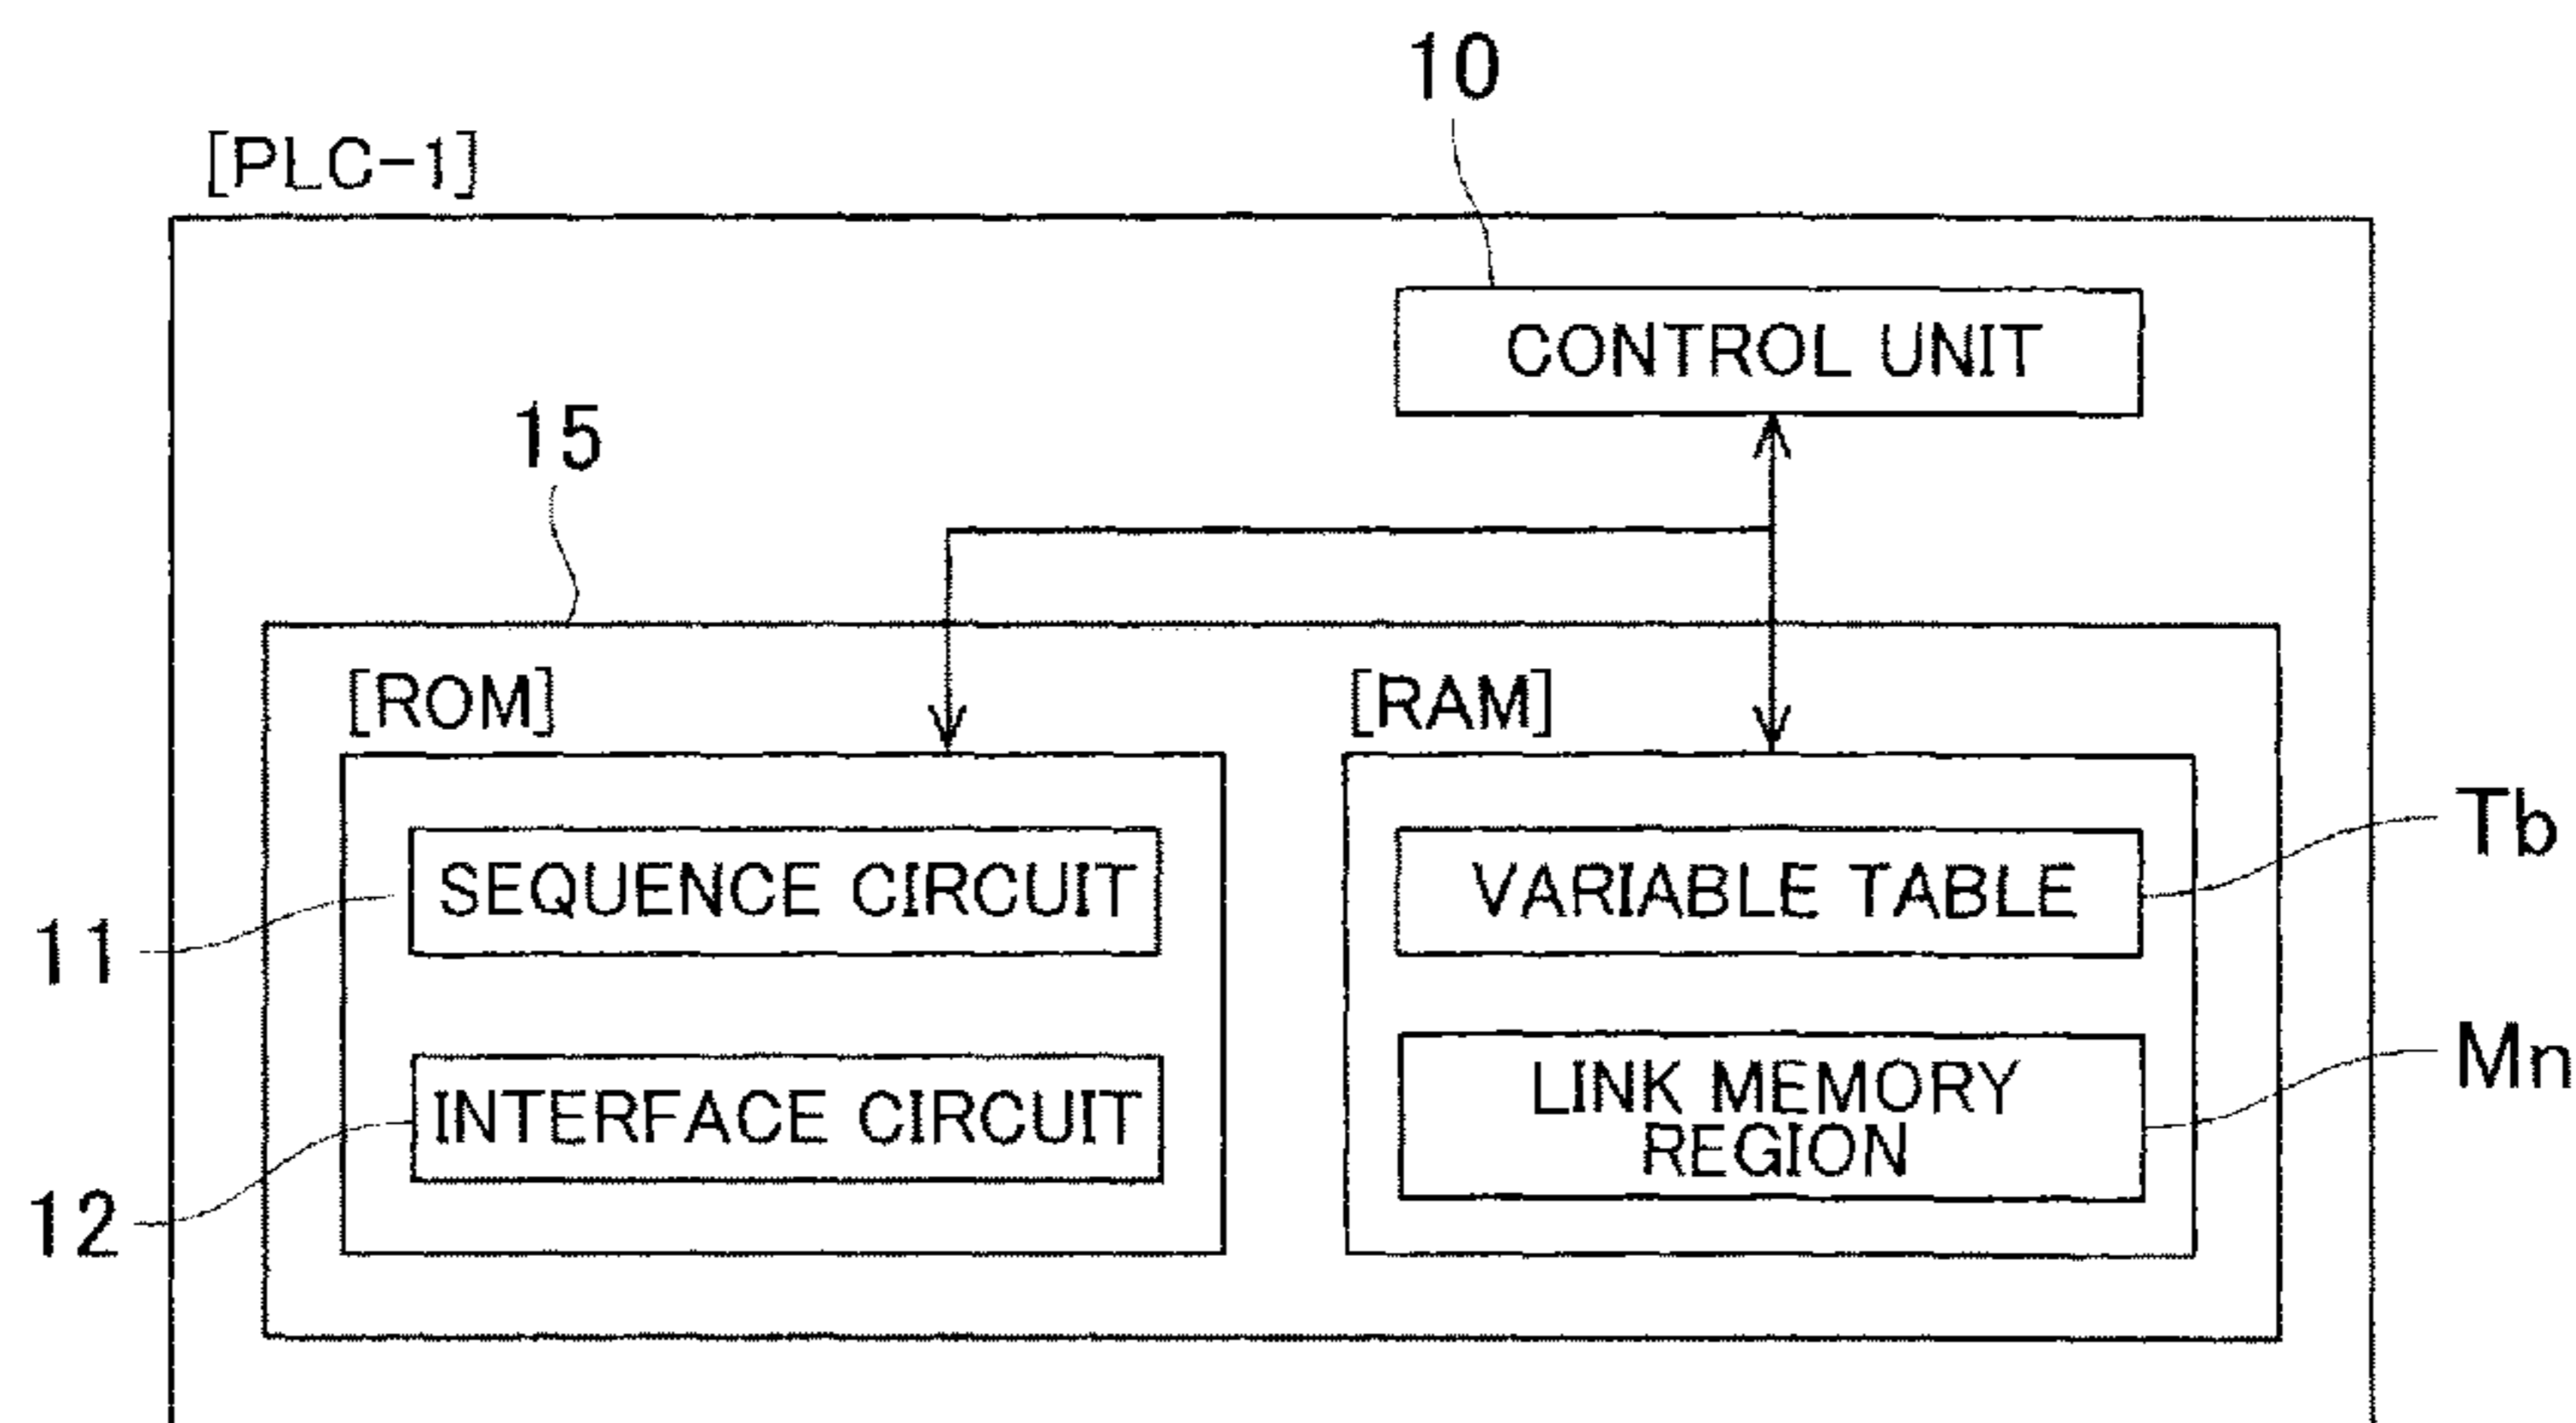 10
[PLC-1]
CONTROL UNIT
15
[ROM]
[RAM]
SEQUENCE CIRCUIT
VARIABLE TABLE
Tb
11
INTERFACE CIRCUIT
LINK MEMORY
REGION
Mn
12